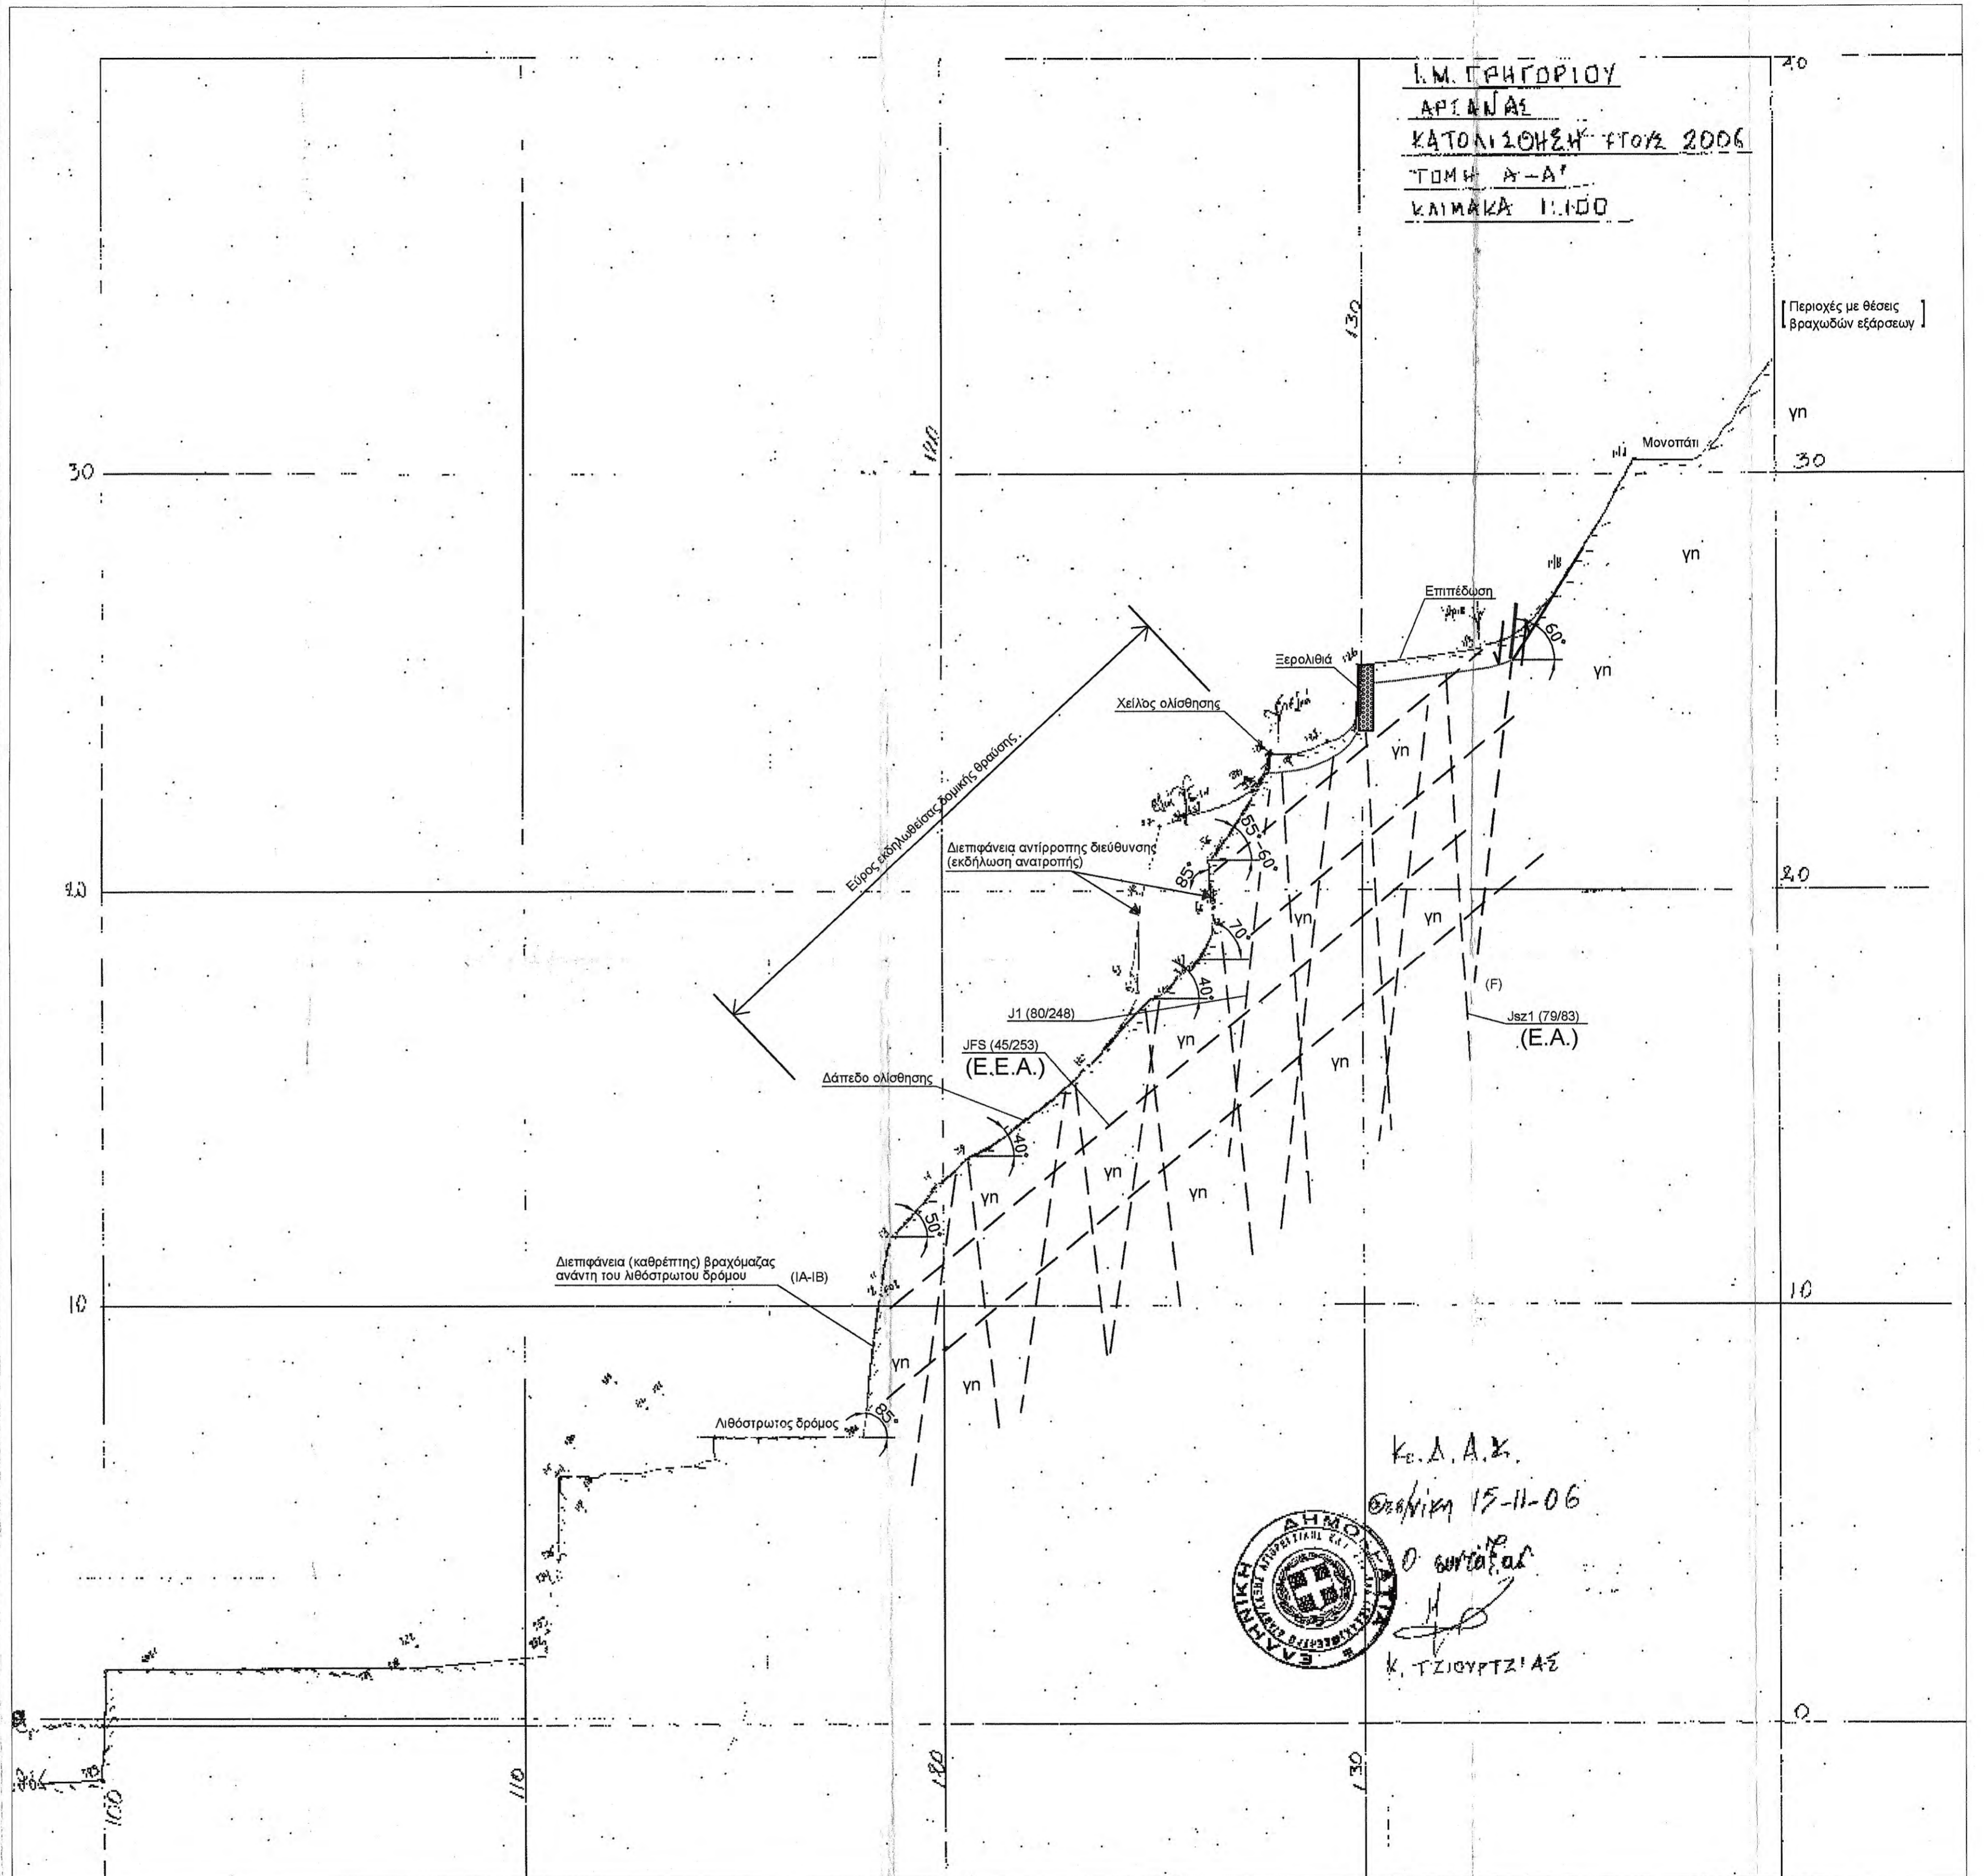 Ι.Μ. ΓΡΗΓΟΡΙΟΥ
ΑΡΣΑΝΑΣ
ΚΑΤΟΛΙΣΘΗΣΗ ΕΤΟΥΣ 2006
ΤΟΜΗ Α-Α'
ΚΛΙΜΑΚΑ 1:100
40
130
[Περιοχές με θέσεις
βραχωδών εξάρσεων]
γη
120
Μονοπάτι
30
30
γη
Επιπέδωση
60°
Ξερολιθιά
126
γη
Χείλος ολίσθησης
γη
Εύρος εκδηλωθείσας δομικής θραύσης
55°-60°
Διεπιφάνεια αντίρροπης διεύθυνσης
(εκδήλωση ανατροπής)
85°
20
20
γη
γη
70°
40°
(F)
J1 (80/248)
Jsz1 (79/83)
(Ε.Α.)
JFS (45/253)
(Ε.Ε.Α.)
γη
γη
Δάπεδο ολίσθησης
40°
γη
γη
γη
50°
Διεπιφάνεια (καθρέπτης) βραχόμαζας
ανάντη του λιθόστρωτου δρόμου
(ΙΑ-ΙΒ)
10
10
γη
γη
Λιθόστρωτος δρόμος
85°
Κε.Δ.Α.Κ.
Θεσ/νίκη 15-11-06
Ο συντάξας
Κ. ΤΖΙΟΥΡΤΖΙΑΣ
ΕΛΛΗΝΙΚΗ ΔΗΜΟΚΡΑΤΙΑ
0
100
110
120
130